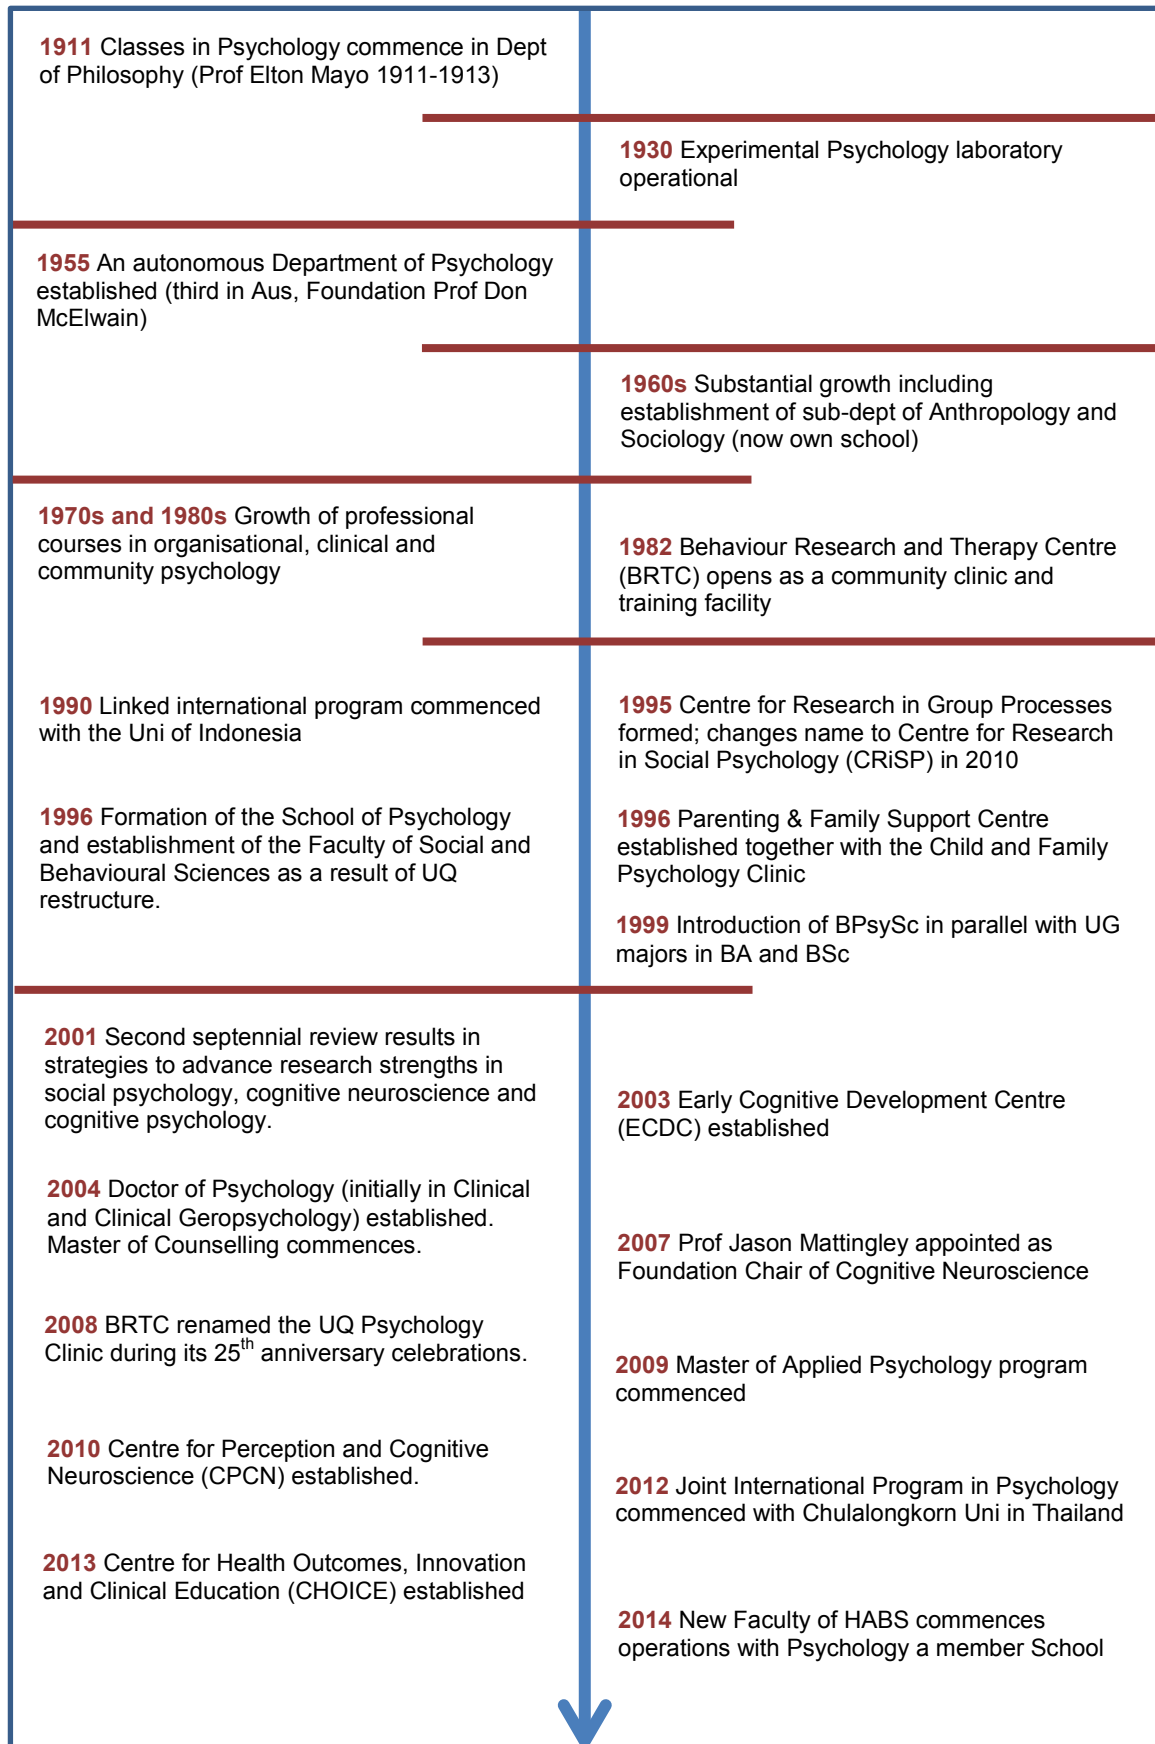 1911 Classes in Psychology commence in Dept
of Philosophy (Prof Elton Mayo 1911-1913)
1930 Experimental Psychology laboratory
operational
1955 An autonomous Department of Psychology
established (third in Aus, Foundation Prof Don
McElwain)
1960s Substantial growth including
establishment of sub-dept of Anthropology and
Sociology (now own school)
1970s and 1980s Growth of professional
courses in organisational, clinical and
community psychology
1982 Behaviour Research and Therapy Centre
(BRTC) opens as a community clinic and
training facility
1990 Linked international program commenced
with the Uni of Indonesia
1995 Centre for Research in Group Processes
formed; changes name to Centre for Research
in Social Psychology (CRiSP) in 2010
1996 Formation of the School of Psychology
and establishment of the Faculty of Social and
Behavioural Sciences as a result of UQ
restructure.
1996 Parenting & Family Support Centre
established together with the Child and Family
Psychology Clinic
1999 Introduction of BPsySc in parallel with UG
majors in BA and BSc
2001 Second septennial review results in
strategies to advance research strengths in
social psychology, cognitive neuroscience and
cognitive psychology.
2003 Early Cognitive Development Centre
(ECDC) established
2004 Doctor of Psychology (initially in Clinical
and Clinical Geropsychology) established.
Master of Counselling commences.
2007 Prof Jason Mattingley appointed as
Foundation Chair of Cognitive Neuroscience
2008 BRTC renamed the UQ Psychology
Clinic during its 25th anniversary celebrations.
2009 Master of Applied Psychology program
commenced
2010 Centre for Perception and Cognitive
Neuroscience (CPCN) established.
2012 Joint International Program in Psychology
commenced with Chulalongkorn Uni in Thailand
2013 Centre for Health Outcomes, Innovation
and Clinical Education (CHOICE) established
2014 New Faculty of HABS commences
operations with Psychology a member School